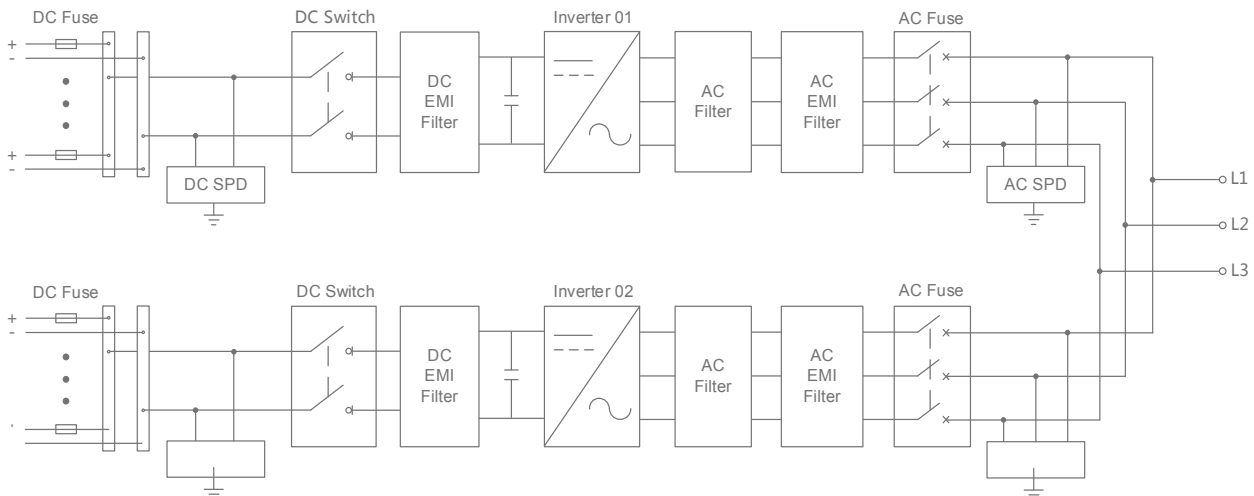 DC Fuse
DC Switch
Inverter 01
AC Fuse
+
-
DC
EMI
Filter
AC
Filter
AC
EMI
Filter
+
-
DC SPD
AC SPD
L1
L2
L3
DC Fuse
DC Switch
Inverter 02
AC Fuse
+
-
DC
EMI
Filter
AC
Filter
AC
EMI
Filter